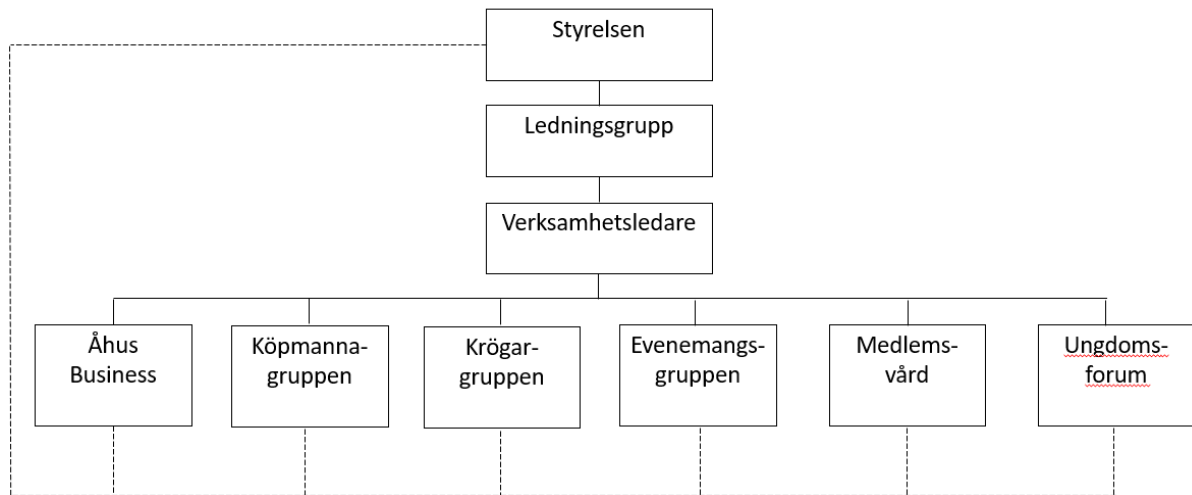 Styrelsen
Ledningsgrupp
Verksamhetsledare
Åhus
Business
Köpmanna-
gruppen
Krögar-
gruppen
Evenemangs-
gruppen
Medlems-
vård
Ungdoms-
forum